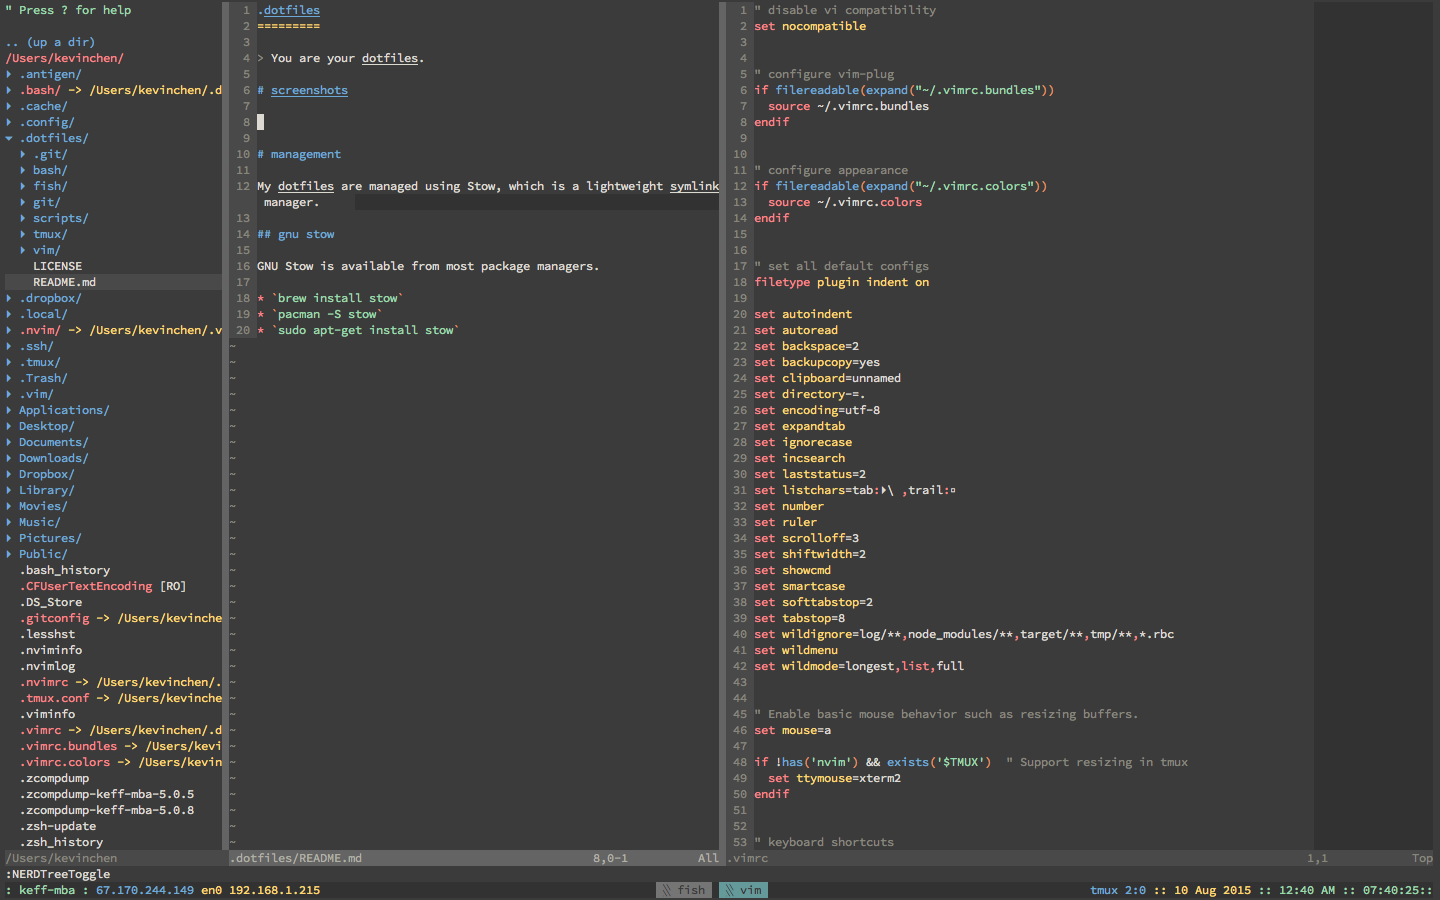 " Press ? for help
.. (up a dir)
/Users/kevinchen/
▸ .antigen/
▸ .bash/ -> /Users/kevinchen/.d
▸ .cache/
▸ .config/
▾ .dotfiles/
▸ .git/
▸ bash/
▸ fish/
▸ git/
▸ scripts/
▸ tmux/
▸ vim/
LICENSE
README.md
▸ .dropbox/
▸ .local/
▸ .nvim/ -> /Users/kevinchen/.v
▸ .ssh/
▸ .tmux/
▸ .Trash/
▸ .vim/
▸ Applications/
▸ Desktop/
▸ Documents/
▸ Downloads/
▸ Dropbox/
▸ Library/
▸ Movies/
▸ Music/
▸ Pictures/
▸ Public/
.bash_history
.CFUserTextEncoding [RO]
.DS_Store
.gitconfig -> /Users/kevinche
.lesshst
.nviminfo
.nvimlog
.nvimrc -> /Users/kevinchen/.
.tmux.conf -> /Users/kevinche
.viminfo
.vimrc -> /Users/kevinchen/.d
.vimrc.bundles -> /Users/kevi
.vimrc.colors -> /Users/kevin
.zcompdump
.zcompdump-keff-mba-5.0.5
.zcompdump-keff-mba-5.0.8
.zsh-update
.zsh_history
/Users/kevinchen
1 .dotfiles
2 =========
3
4 > You are your dotfiles.
5
6 # screenshots
7
8
9
10 # management
11
12 My dotfiles are managed using Stow, which is a lightweight symlink
manager.
13
14 ## gnu stow
15
16 GNU Stow is available from most package managers.
17
18 * `brew install stow`
19 * `pacman -S stow`
20 * `sudo apt-get install stow`
.dotfiles/README.md 8,0-1 All
1 " disable vi compatibility
2 set nocompatible
3
4
5 " configure vim-plug
6 if filereadable(expand("~/.vimrc.bundles"))
7 source ~/.vimrc.bundles
8 endif
9
10
11 " configure appearance
12 if filereadable(expand("~/.vimrc.colors"))
13 source ~/.vimrc.colors
14 endif
15
16
17 " set all default configs
18 filetype plugin indent on
19
20 set autoindent
21 set autoread
22 set backspace=2
23 set backupcopy=yes
24 set clipboard=unnamed
25 set directory-=.
26 set encoding=utf-8
27 set expandtab
28 set ignorecase
29 set incsearch
30 set laststatus=2
31 set listchars=tab:▸\ ,trail:▫
32 set number
33 set ruler
34 set scrolloff=3
35 set shiftwidth=2
36 set showcmd
37 set smartcase
38 set softtabstop=2
39 set tabstop=8
40 set wildignore=log/**,node_modules/**,target/**,tmp/**,*.rbc
41 set wildmenu
42 set wildmode=longest,list,full
43
44
45 " Enable basic mouse behavior such as resizing buffers.
46 set mouse=a
47
48 if !has('nvim') && exists('$TMUX') " Support resizing in tmux
49 set ttymouse=xterm2
50 endif
51
52
53 " keyboard shortcuts
.vimrc 1,1 Top
:NERDTreeToggle
: keff-mba : 67.170.244.149 en0 192.168.1.215 \\ fish \\ vim tmux 2:0 :: 10 Aug 2015 :: 12:40 AM :: 07:40:25::